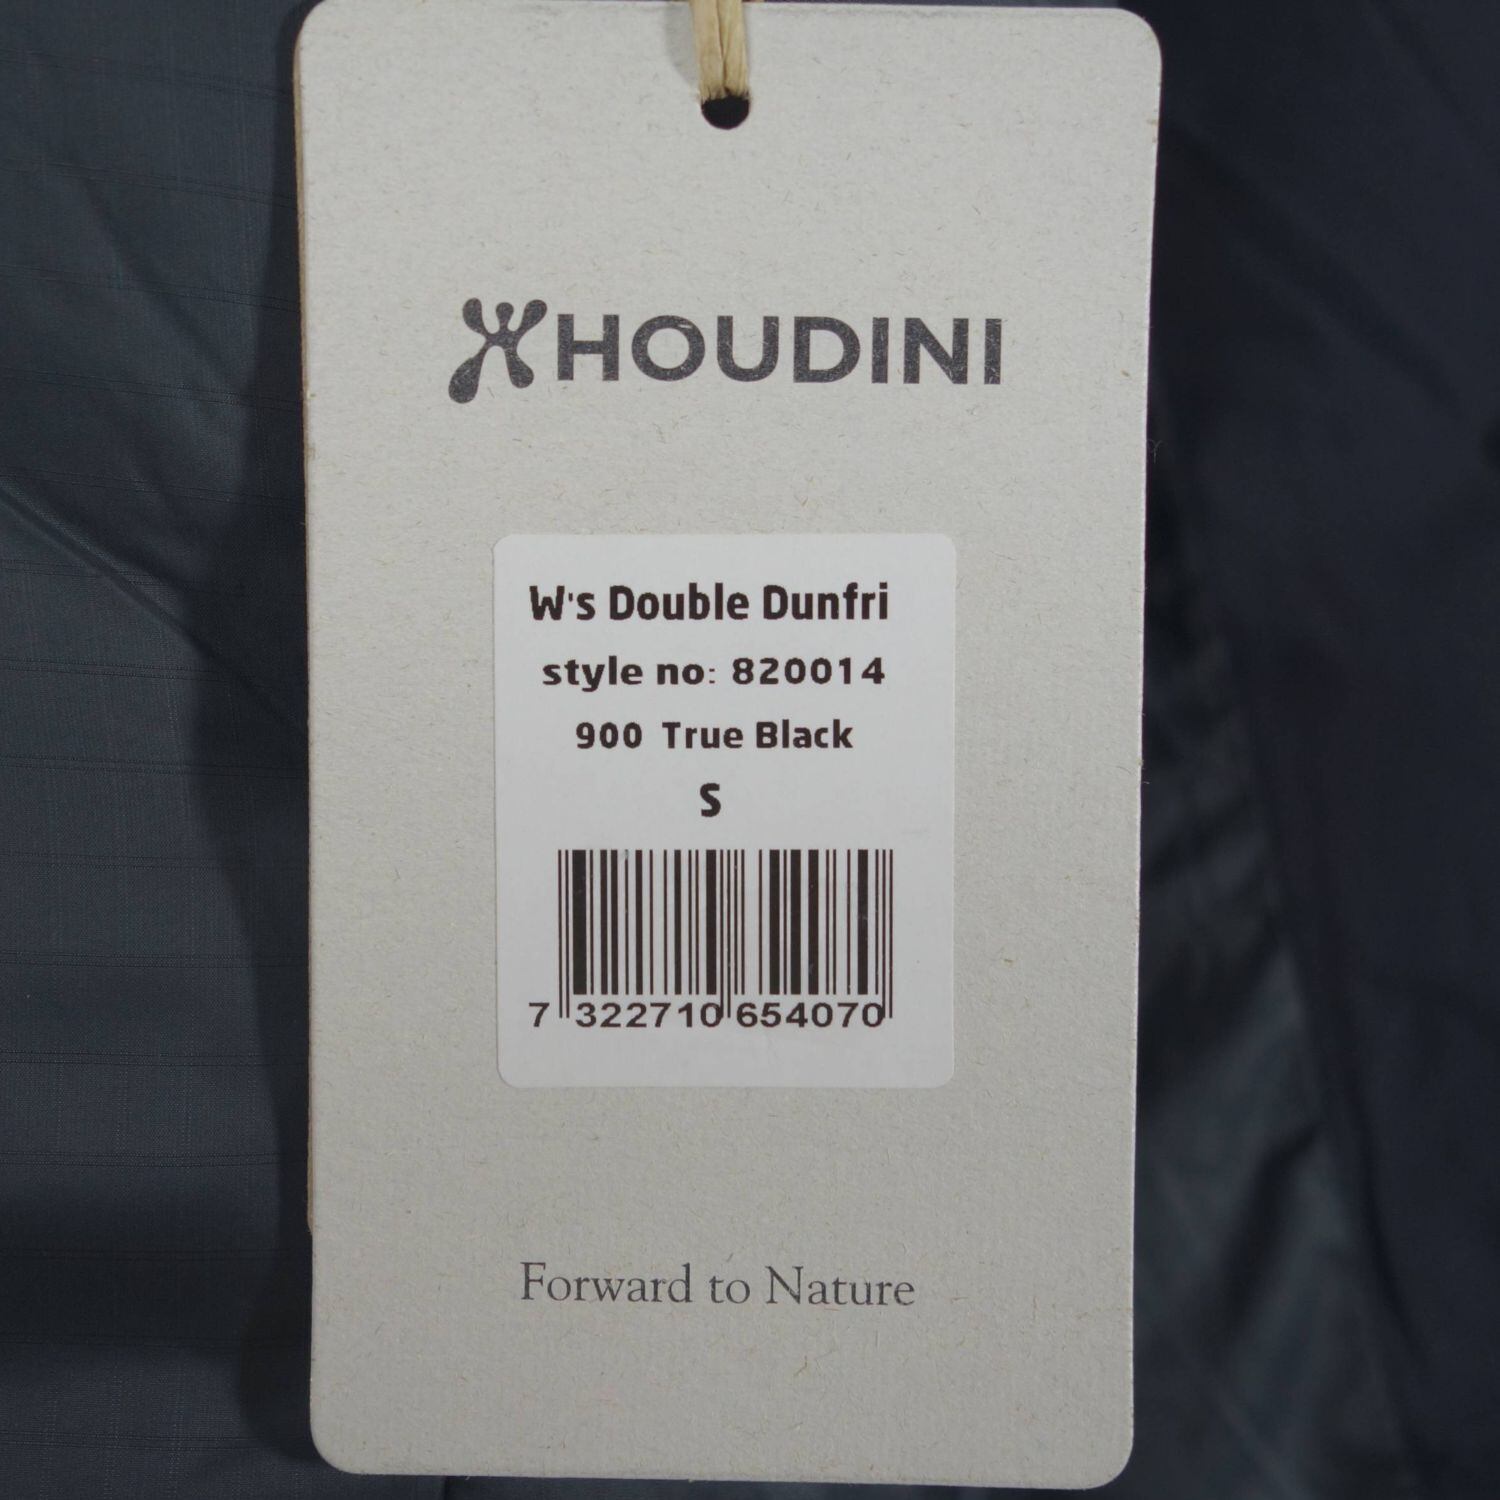 HOUDINI
W's Double Dunfri
style no: 820014
900 True Black
S
7 322710 654070
Forward to Nature